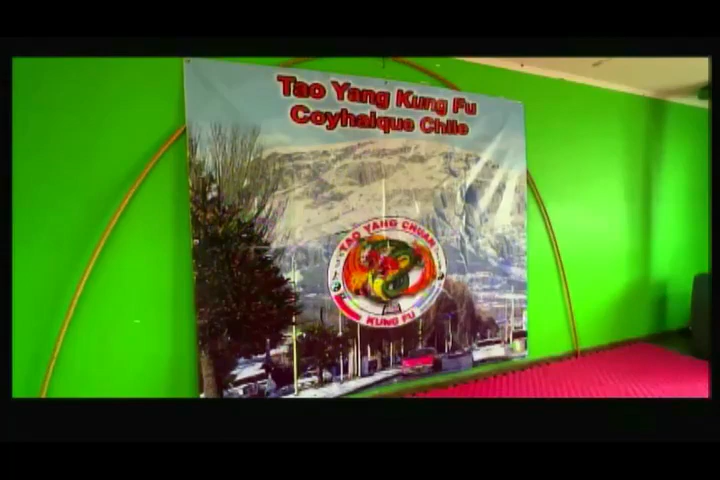 Tao Yang Kung Fu
Coyhaique Chile
TAO YANG CHUAN
KUNG FU